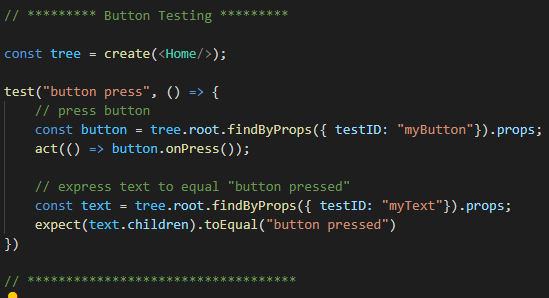 // ********* Button Testing *********
const tree = create(<Home/>);
test("button press", () => {
// press button
const button = tree.root.findByProps({ testID: "myButton"}).props;
act(() => button.onPress());
// express text to equal "button pressed"
const text = tree.root.findByProps({ testID: "myText"}).props;
expect(text.children).toEqual("button pressed")
})
// ***********************************